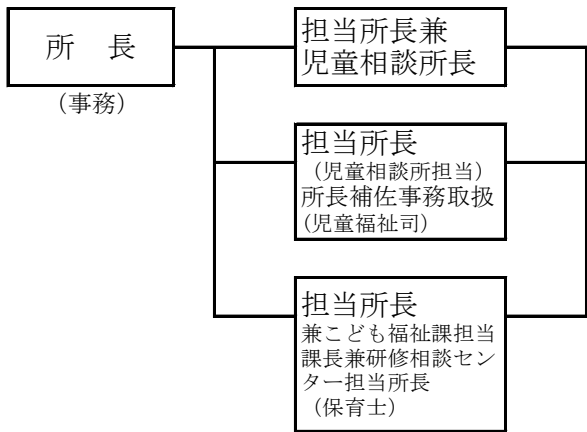 所　長
（事務）
担当所長兼
児童相談所長
担当所長
（児童相談所担当）
所長補佐事務取扱
（児童福祉司）
担当所長
兼こども福祉課担当
課長兼研修相談セン
ター担当所長
（保育士）